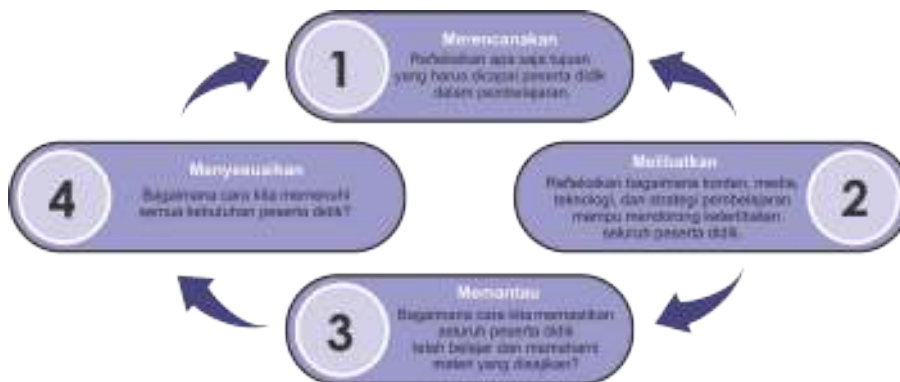 1
Merencanakan
Refleksikan apa saja tujuan
yang harus dicapai peserta didik
dalam pembelajaran.
2
Melibatkan
Refleksikan bagaimana konten, media,
teknologi, dan strategi pembelajaran
mampu mendorong keterlibatan
seluruh peserta didik.
3
Memantau
Bagaimana cara kita memastikan
seluruh peserta didik
telah belajar dan memahami
materi yang disajikan?
4
Menyesuaikan
Bagaimana cara kita memenuhi
semua kebutuhan peserta didik?